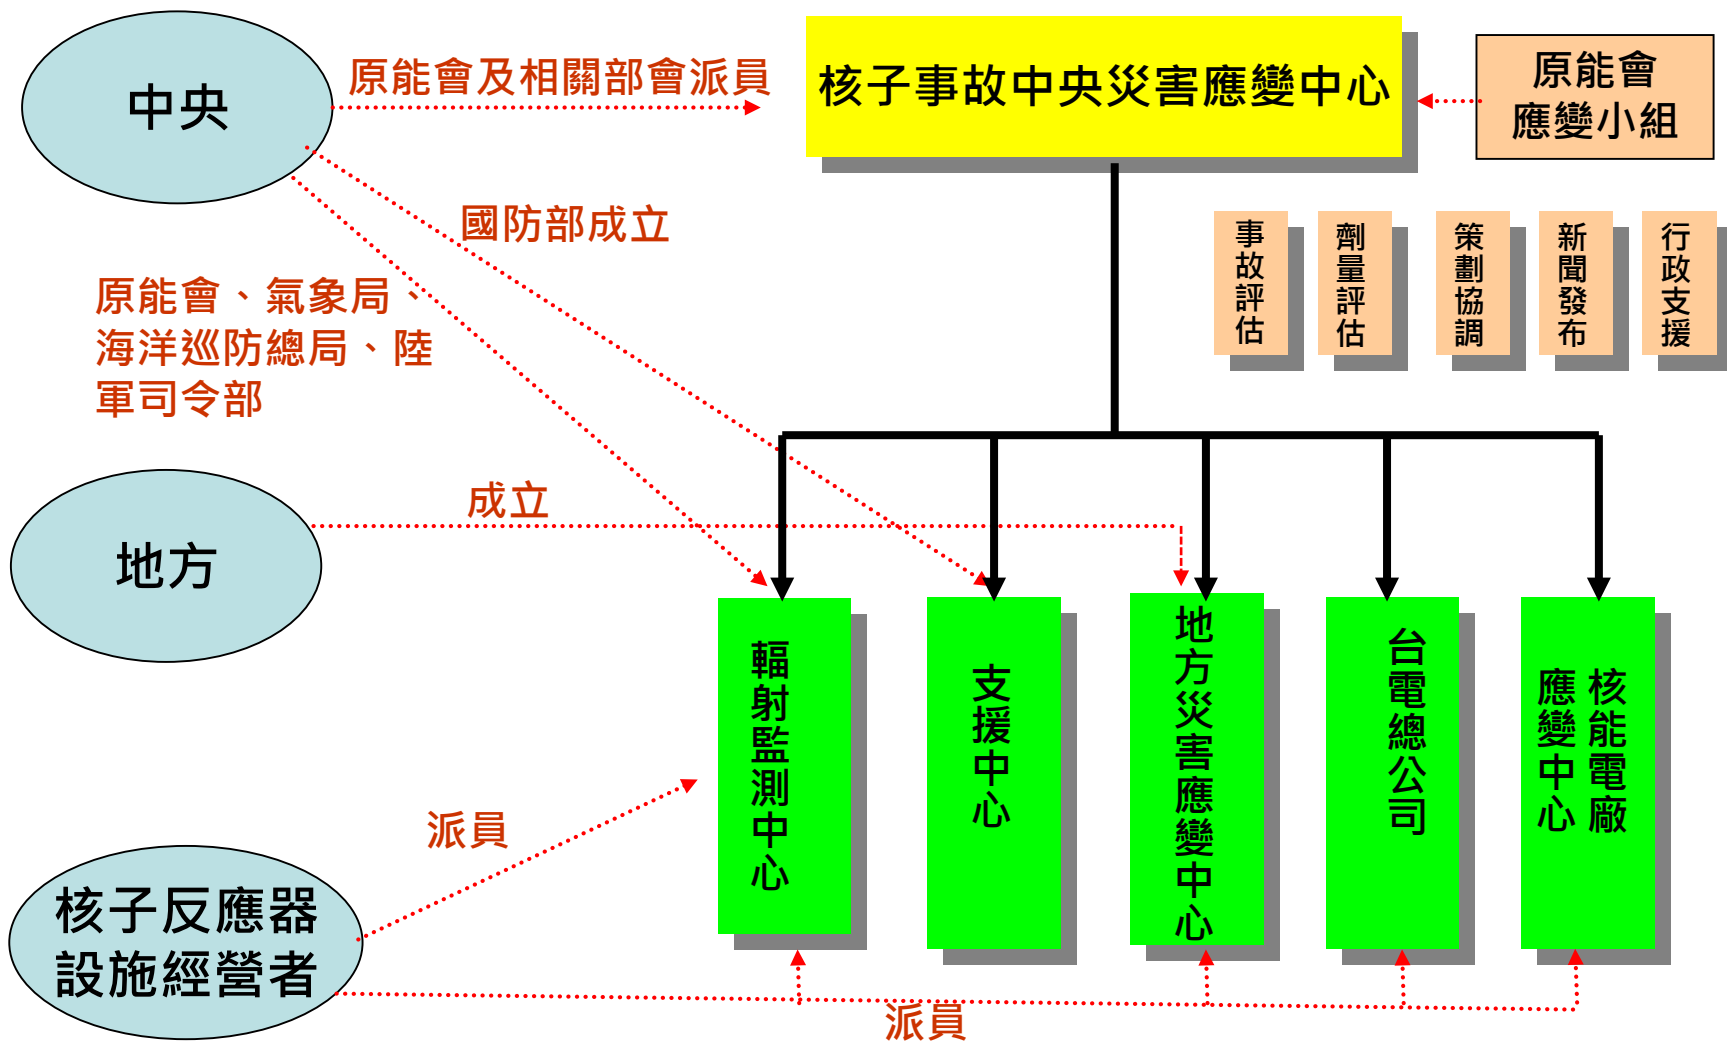 中央
原能會及相關部會派員
核子事故中央災害應變中心
原能會
應變小組
國防部成立
原能會、氣象局、
海洋巡防總局、陸
軍司令部
事故評估
劑量評估
策劃協調
新聞發布
行政支援
地方
成立
輻射監測中心
支援中心
地方災害應變中心
台電總公司
核能電廠
應變中心
派員
核子反應器
設施經營者
派員